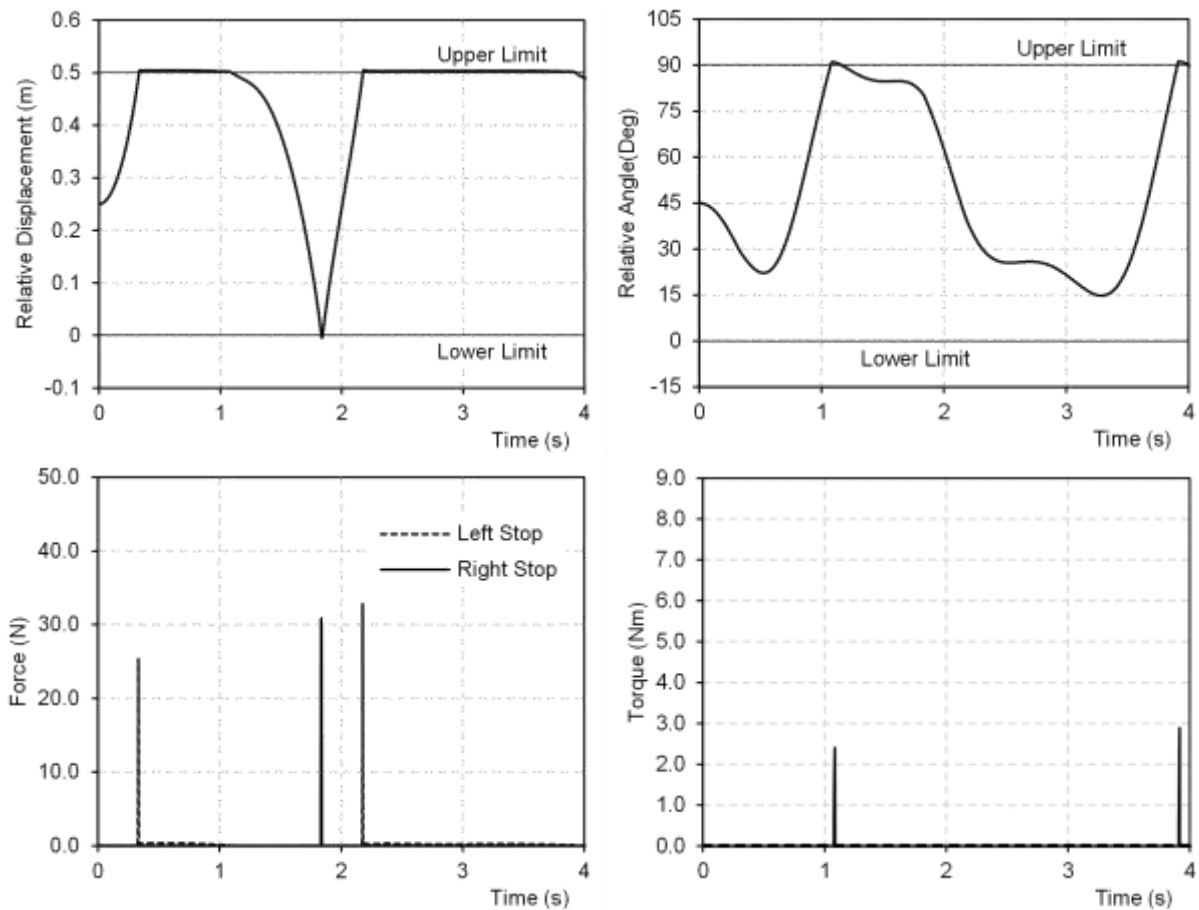 0.6
0.5
0.4
0.3
0.2
0.1
0
-0.1
Relative Displacement (m)
Upper Limit
Lower Limit
0 1 2 3 4
Time (s)
105
90
75
60
45
30
15
0
-15
Relative Angle(Deg)
Upper Limit
Lower Limit
0 1 2 3 4
Time (s)
50.0
40.0
30.0
20.0
10.0
0.0
Force (N)
Left Stop
Right Stop
0 1 2 3 4
Time (s)
9.0
8.0
7.0
6.0
5.0
4.0
3.0
2.0
1.0
0.0
Torque (Nm)
0 1 2 3 4
Time (s)